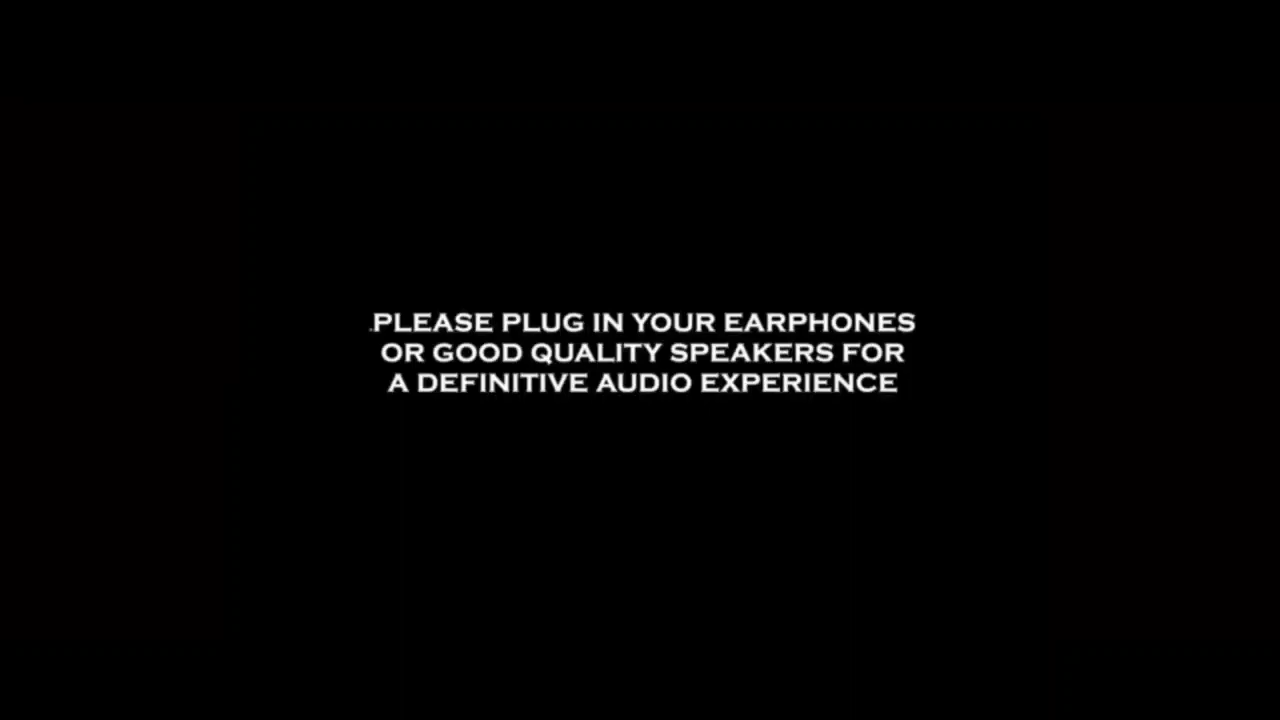 PLEASE PLUG IN YOUR EARPHONES
OR GOOD QUALITY SPEAKERS FOR
A DEFINITIVE AUDIO EXPERIENCE